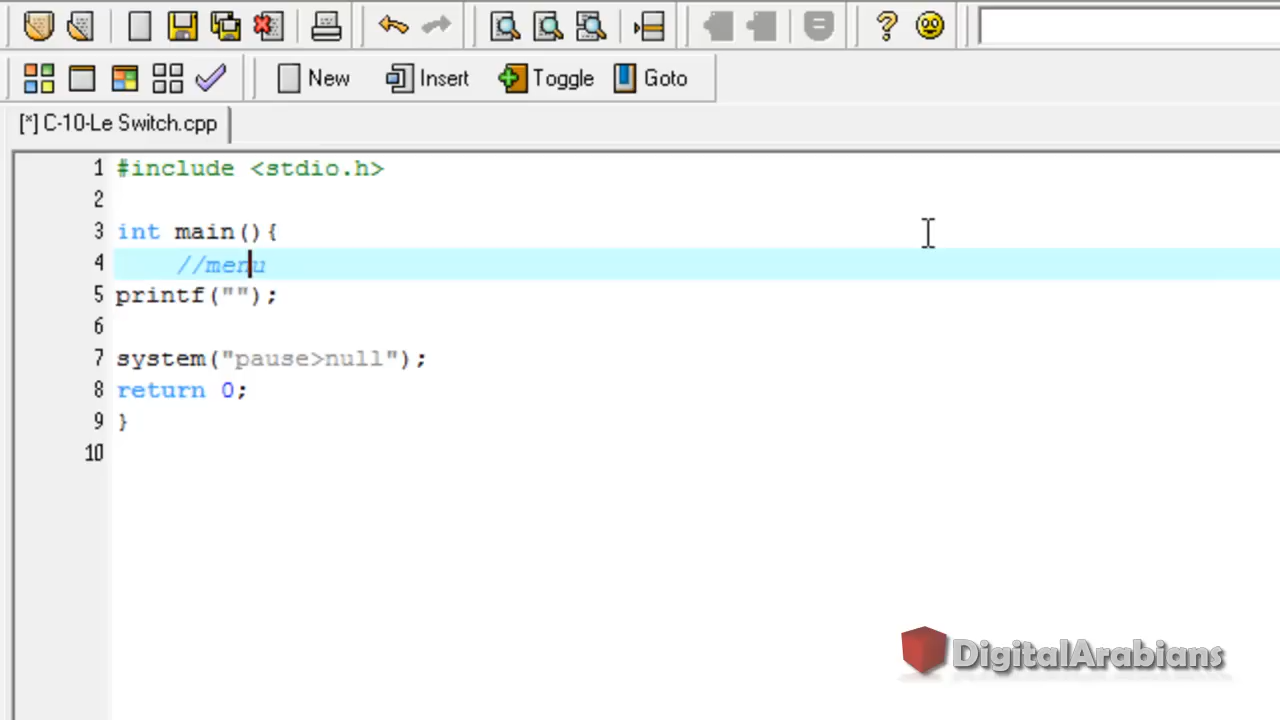 New Insert Toggle Goto
[*] C-10-Le Switch.cpp
1 #include <stdio.h>
2
3 int main(){
4 //menu
5 printf("");
6
7 system("pause>null");
8 return 0;
9 }
10
DigitalArabians